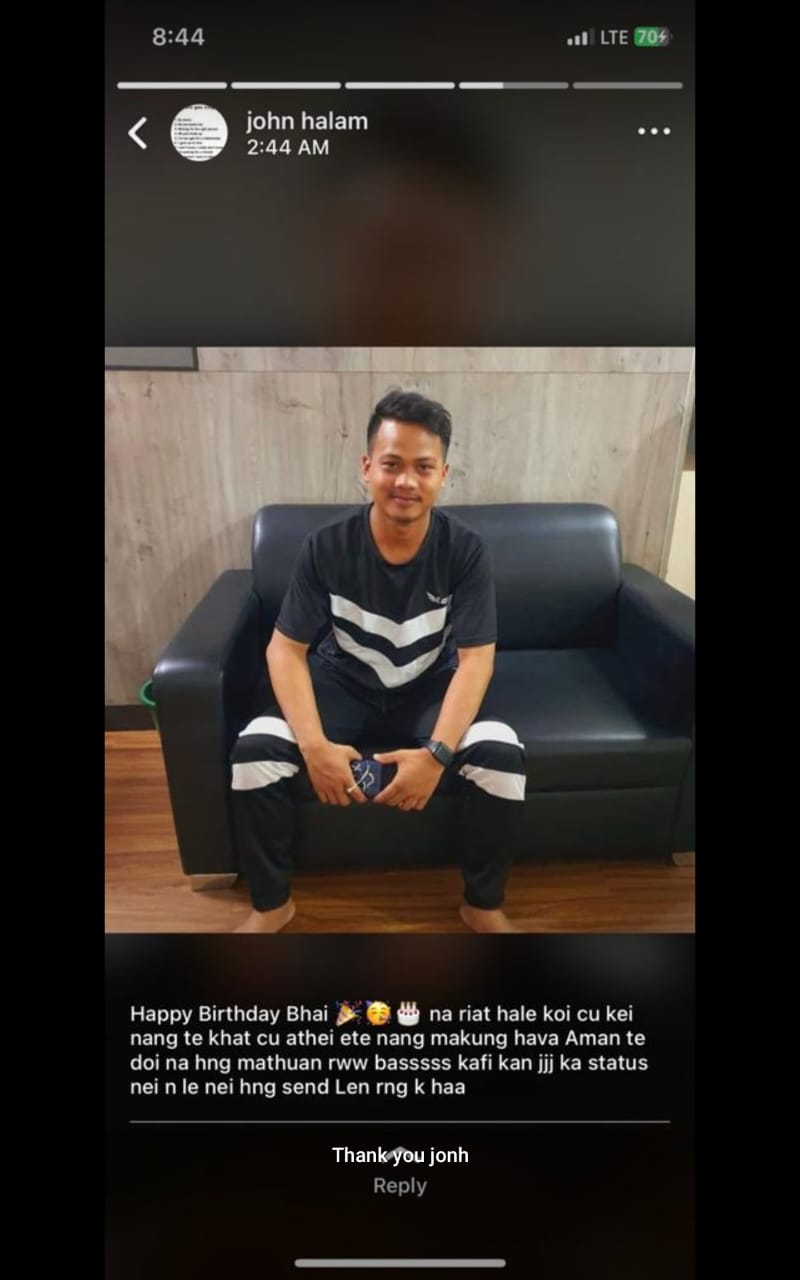 8:44
LTE 70
john halam
2:44 AM
Happy Birthday Bhai 🎉🥳🎂 na riat hale koi cu kei
nang te khat cu athei ete nang makung hava Aman te
doi na hng mathuan rww basssss kafi kan jjj ka status
nei n le nei hng send Len rng k haa
Thank you jonh
Reply